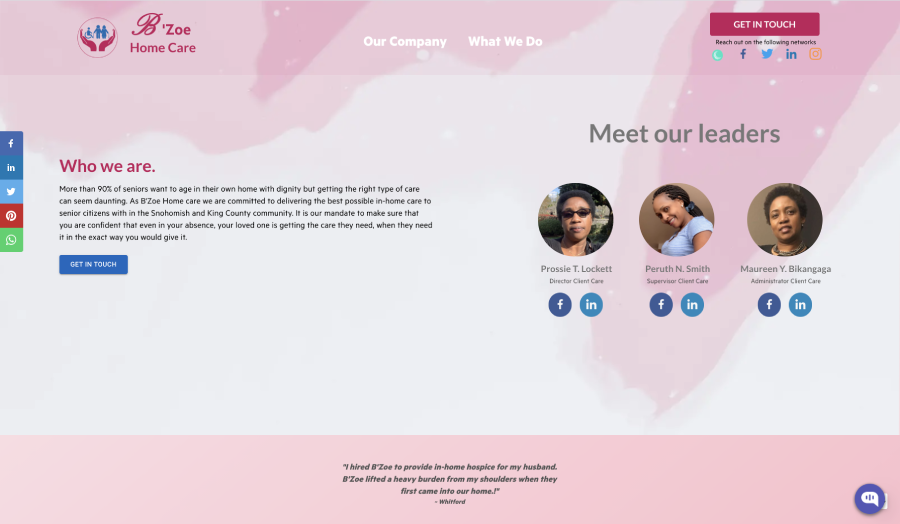 B'Zoe
Home Care
Our Company
What We Do
GET IN TOUCH
Reach out on the following networks
Who we are.
More than 90% of seniors want to age in their own home with dignity but getting the right type of care
can seem daunting. As B'Zoe Home care we are committed to delivering the best possible in-home care to
senior citizens with in the Snohomish and King County community. It is our mandate to make sure that
you are confident that even in your absence, your loved one is getting the care they need, when they need
it in the exact way you would give it.
GET IN TOUCH
Meet our leaders
Prossie T. Lockett
Director Client Care
Peruth N. Smith
Supervisor Client Care
Maureen Y. Bikangaga
Administrator Client Care
"I hired B'Zoe to provide in-home hospice for my husband.
B'Zoe lifted a heavy burden from my shoulders when they
first came into our home.!"
- Whitford